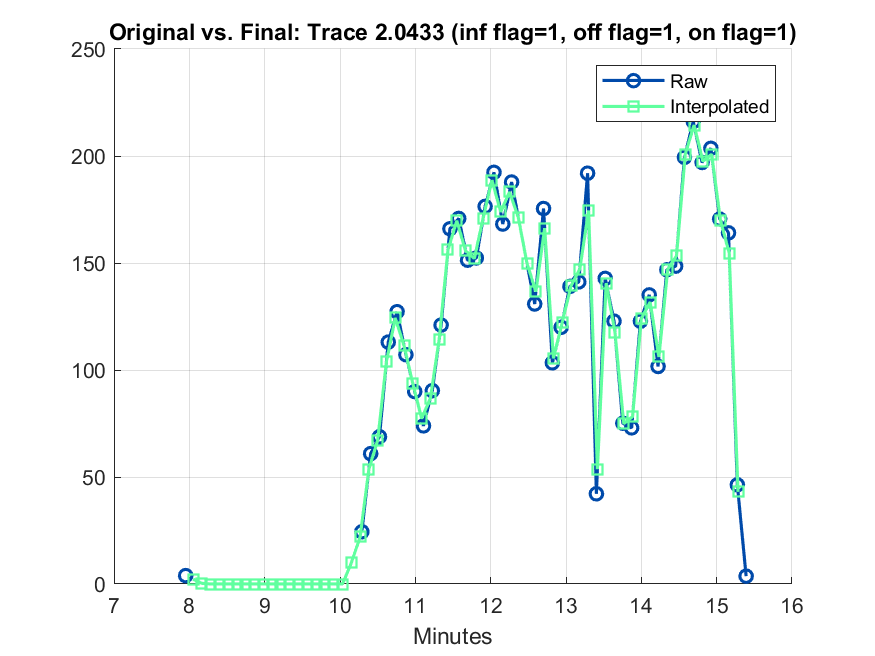 Original vs. Final: Trace 2.0433 (inf flag=1, off flag=1, on flag=1)
250
200
150
100
50
0
Raw
Interpolated
7 8 9 10 11 12 13 14 15 16
Minutes